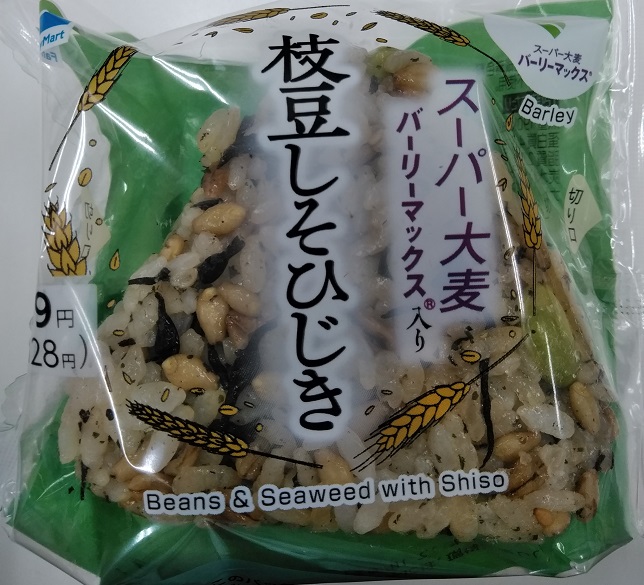 Mart
枝豆しそひじき
スーパー大麦
バーリーマックス®入り
スーパー大麦
バーリーマックス®
Barley
切り口
9円
28円)
Beans & Seaweed with Shiso